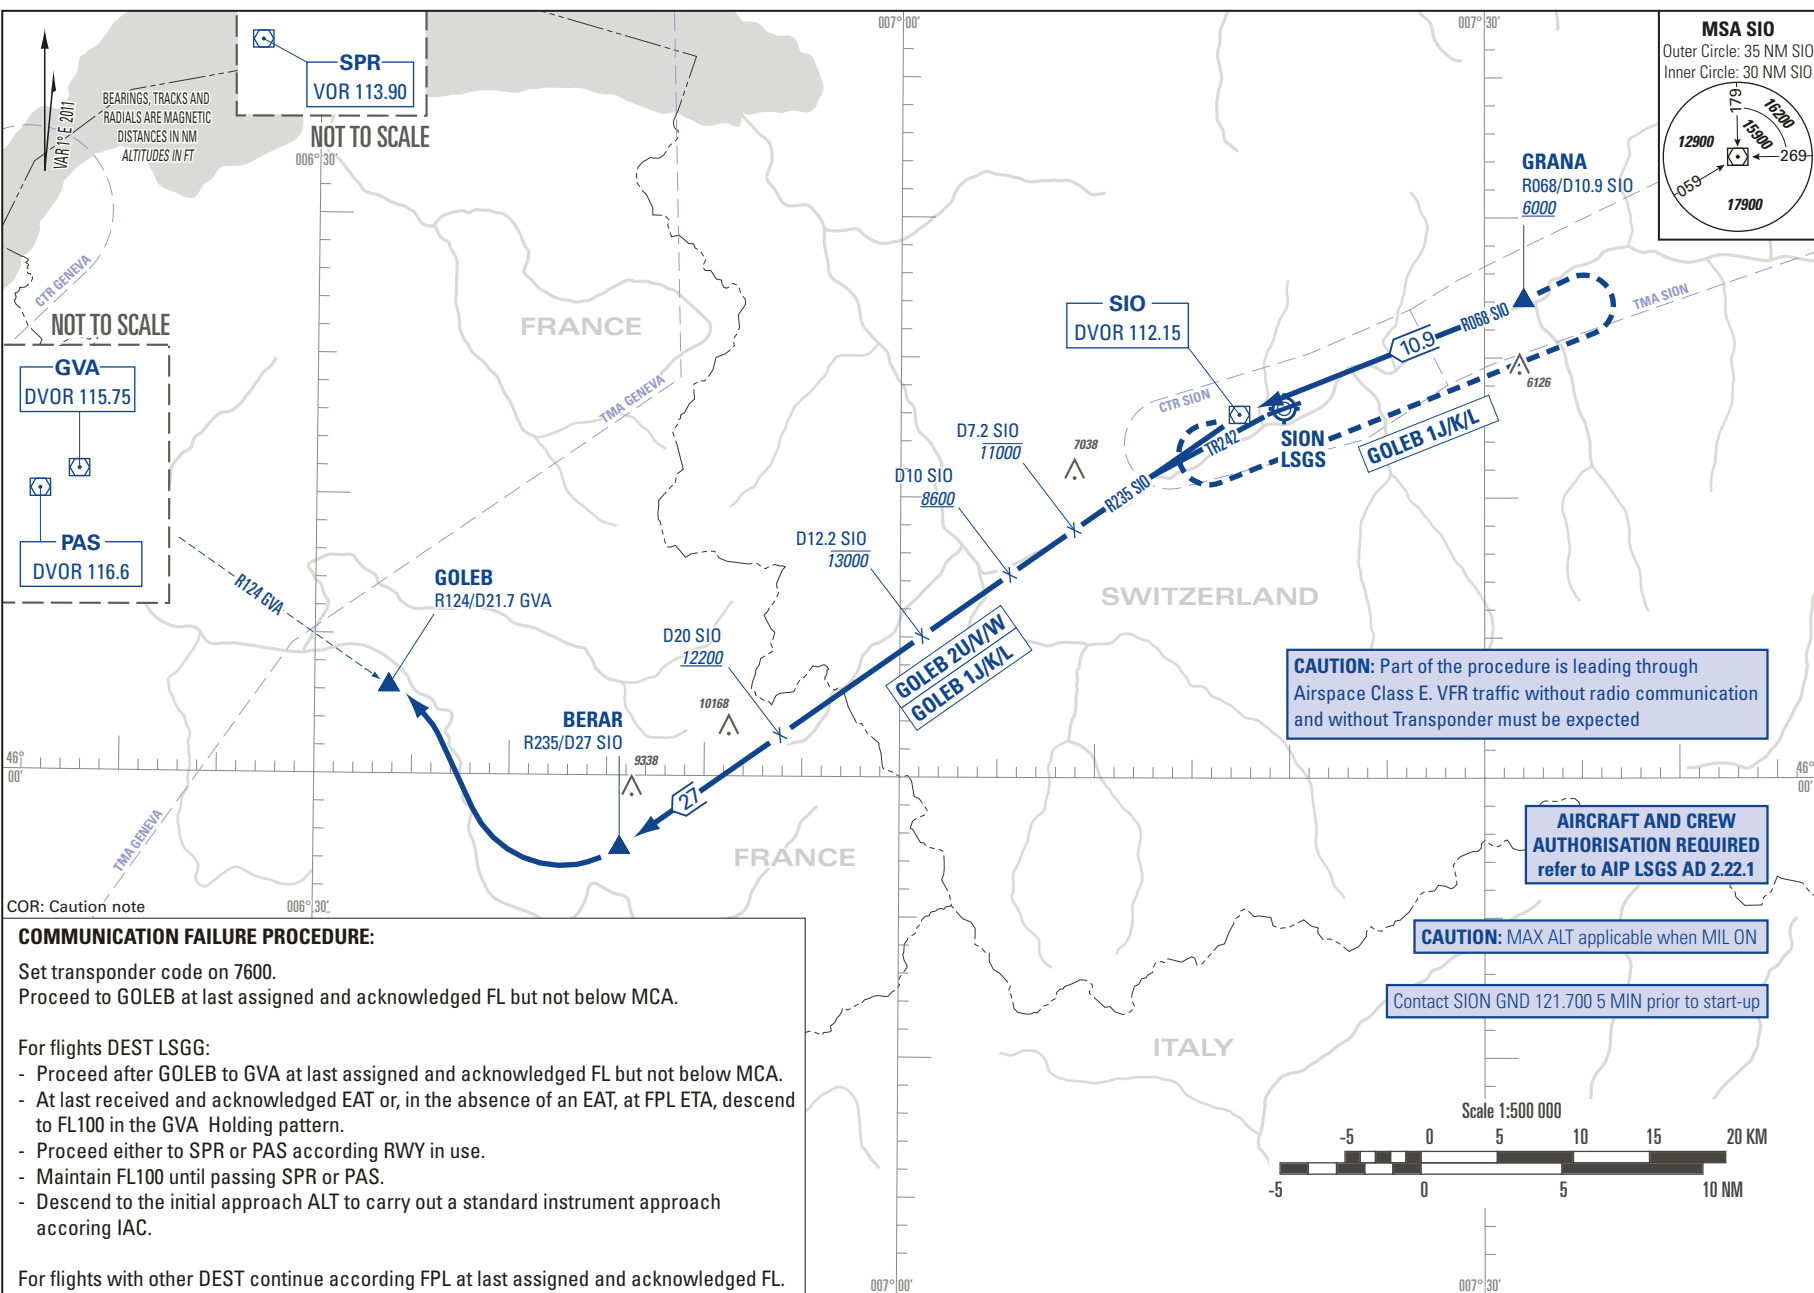 007°00'
007°30'
VAR 1° E 2011
BEARINGS, TRACKS AND
RADIALS ARE MAGNETIC
DISTANCES IN NM
ALTITUDES IN FT
SPR
VOR 113.90
NOT TO SCALE
006°30'
MSA SIO
Outer Circle: 35 NM SIO
Inner Circle: 30 NM SIO
179
16200
15900
12900
269
059
17900
GRANA
R068/D10.9 SIO
6000
CTR GENEVA
NOT TO SCALE
GVA
DVOR 115.75
PAS
DVOR 116.6
FRANCE
SIO
DVOR 112.15
R068 SIO
TMA SION
10.9
6126
TMA GENEVA
CTR SION
TR242
SION
LSGS
GOLEB 1J/K/L
D7.2 SIO
11000
7038
D10 SIO
8600
R235 SIO
D12.2 SIO
13000
R124 GVA
GOLEB
R124/D21.7 GVA
SWITZERLAND
D20 SIO
12200
GOLEB 2U/V/W
GOLEB 1J/K/L
CAUTION: Part of the procedure is leading through
Airspace Class E. VFR traffic without radio communication
and without Transponder must be expected
10168
BERAR
R235/D27 SIO
9338
46°
00'
46°
00'
27
TMA GENEVA
FRANCE
AIRCRAFT AND CREW
AUTHORISATION REQUIRED
refer to AIP LSGS AD 2.22.1
COR: Caution note
006°30'
COMMUNICATION FAILURE PROCEDURE:
Set transponder code on 7600.
Proceed to GOLEB at last assigned and acknowledged FL but not below MCA.
For flights DEST LSGG:
- Proceed after GOLEB to GVA at last assigned and acknowledged FL but not below MCA.
- At last received and acknowledged EAT or, in the absence of an EAT, at FPL ETA, descend
to FL100 in the GVA Holding pattern.
- Proceed either to SPR or PAS according RWY in use.
- Maintain FL100 until passing SPR or PAS.
- Descend to the initial approach ALT to carry out a standard instrument approach
accoring IAC.
For flights with other DEST continue according FPL at last assigned and acknowledged FL.
CAUTION: MAX ALT applicable when MIL ON
Contact SION GND 121.700 5 MIN prior to start-up
ITALY
Scale 1:500 000
-5 0 5 10 15 20 KM
-5 0 5 10 NM
007°00'
007°30'